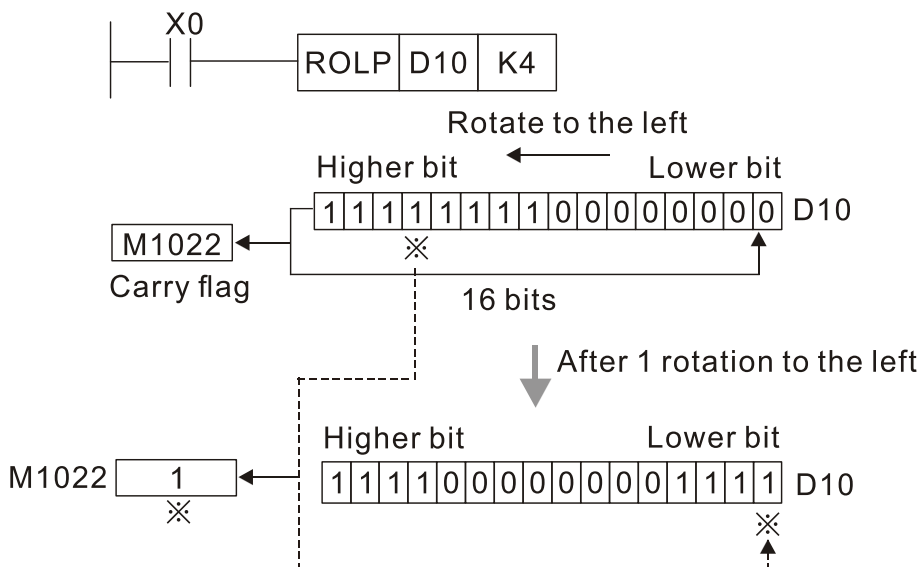 X0
ROLP D10 K4
Rotate to the left
Higher bit Lower bit
1 1 1 1 1 1 1 1 0 0 0 0 0 0 0 0 D10
M1022
※
Carry flag
16 bits
After 1 rotation to the left
Higher bit Lower bit
M1022 1 1 1 1 1 0 0 0 0 0 0 0 0 1 1 1 1 D10
※ ※